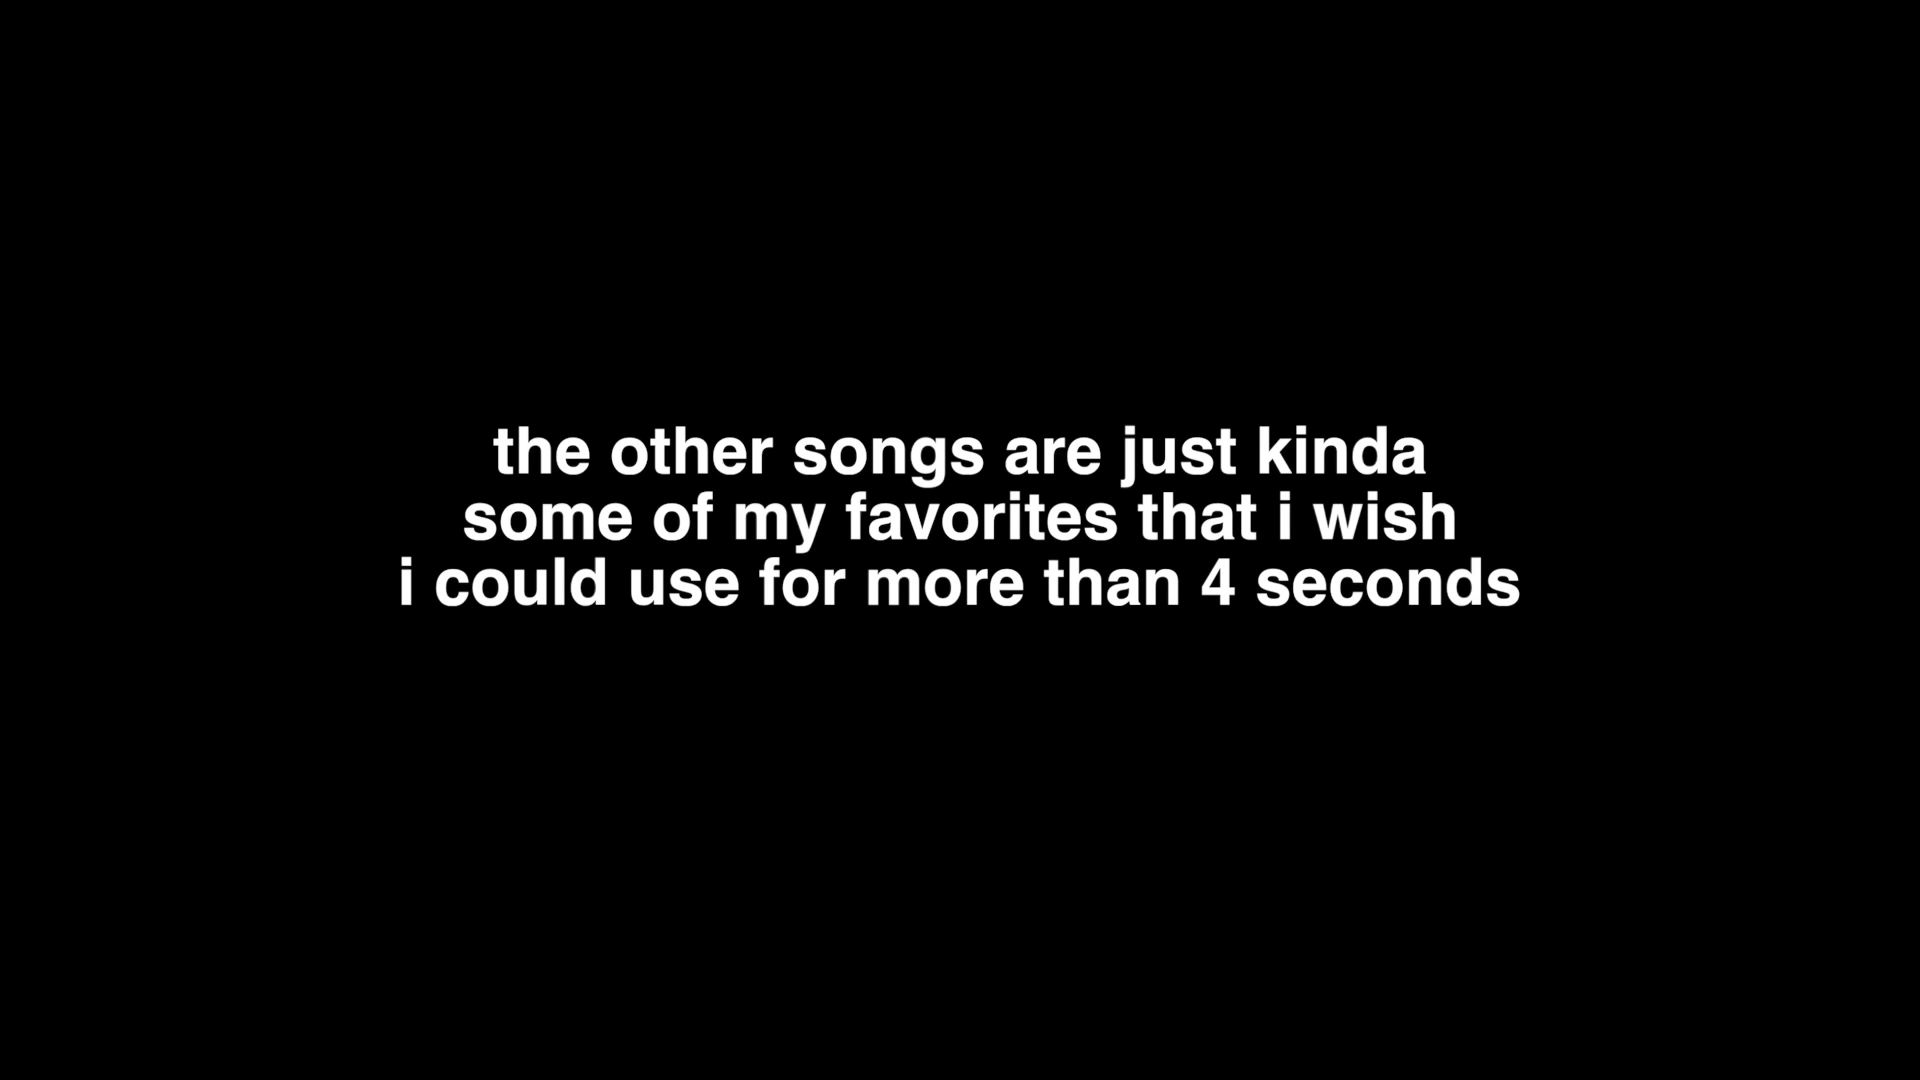 the other songs are just kinda
some of my favorites that i wish
i could use for more than 4 seconds